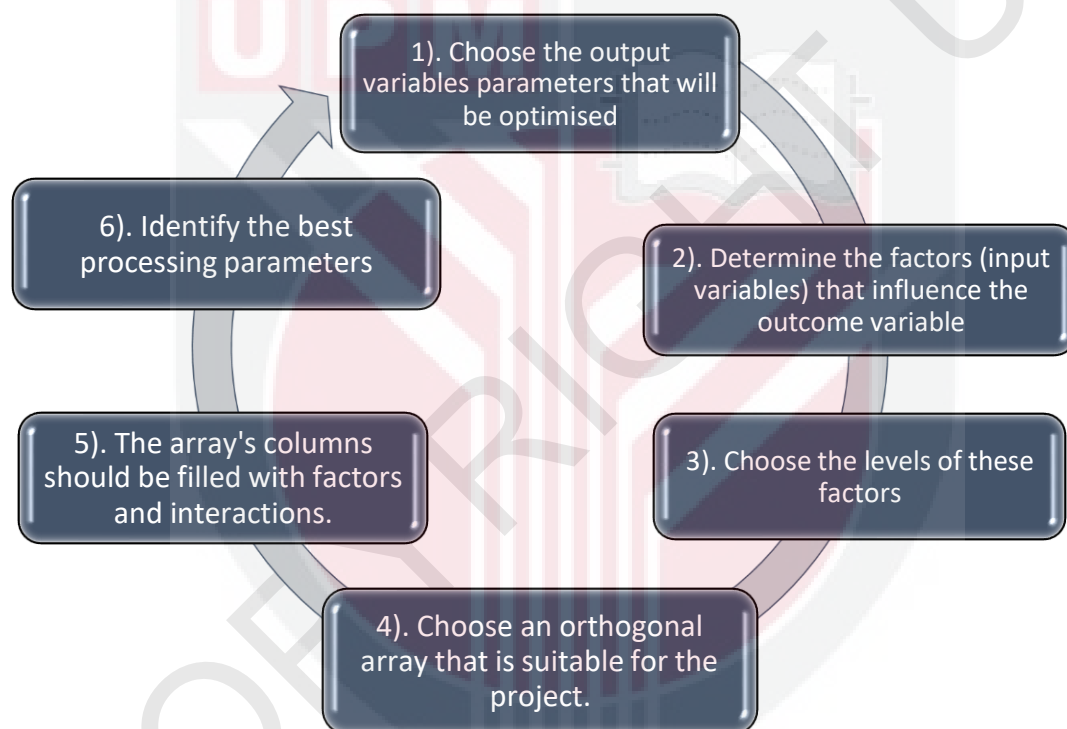 UPM
1). Choose the output
variables parameters that will
be optimised
2). Determine the factors (input
variables) that influence the
outcome variable
3). Choose the levels of these
factors
4). Choose an orthogonal
array that is suitable for the
project.
5). The array's columns
should be filled with factors
and interactions.
6). Identify the best
processing parameters
OPYRIGHT U